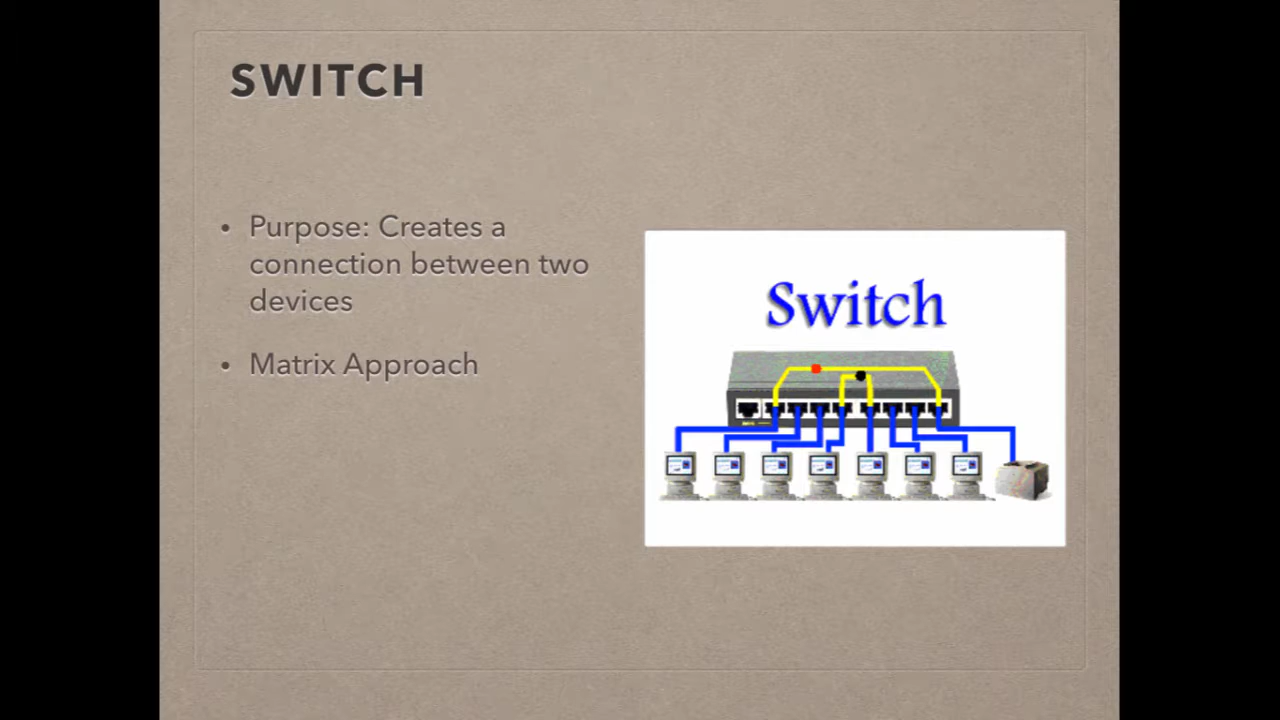 SWITCH
• Purpose: Creates a
connection between two
devices
• Matrix Approach
Switch